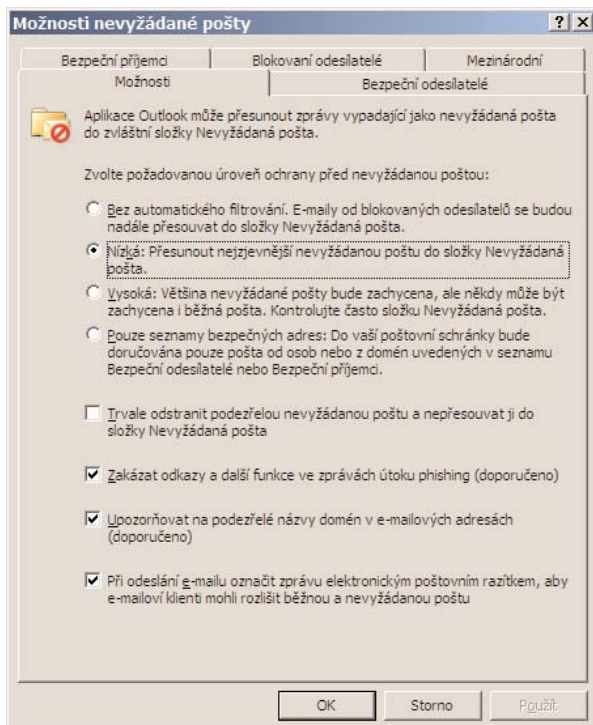 Možnosti nevyžádané pošty
Bezpeční příjemci
Blokovaní odesílatelé
Mezinárodní
Možnosti
Bezpeční odesílatelé
Aplikace Outlook může přesunout zprávy vypadající jako nevyžádaná pošta
do zvláštní složky Nevyžádaná pošta.
Zvolte požadovanou úroveň ochrany před nevyžádanou poštou:
Bez automatického filtrování. E-maily od blokovaných odesílatelů se budou
nadále přesouvat do složky Nevyžádaná pošta.
Nízká: Přesunout nejzjevnější nevyžádanou poštu do složky Nevyžádaná
pošta.
Vysoká: Většina nevyžádané pošty bude zachycena, ale někdy může být
zachycena i běžná pošta. Kontrolujte často složku Nevyžádaná pošta.
Pouze seznamy bezpečných adres: Do vaší poštovní schránky bude
doručována pouze pošta od osob nebo z domén uvedených v seznamu
Bezpeční odesílatelé nebo Bezpeční příjemci.
Trvale odstranit podezřelou nevyžádanou poštu a nepřesouvat ji do
složky Nevyžádaná pošta
Zakázat odkazy a další funkce ve zprávách útoku phishing (doporučeno)
Upozorňovat na podezřelé názvy domén v e-mailových adresách
(doporučeno)
Při odeslání e-mailu označit zprávu elektronickým poštovním razítkem, aby
e-mailoví klienti mohli rozlišit běžnou a nevyžádanou poštu
OK
Storno
Použít